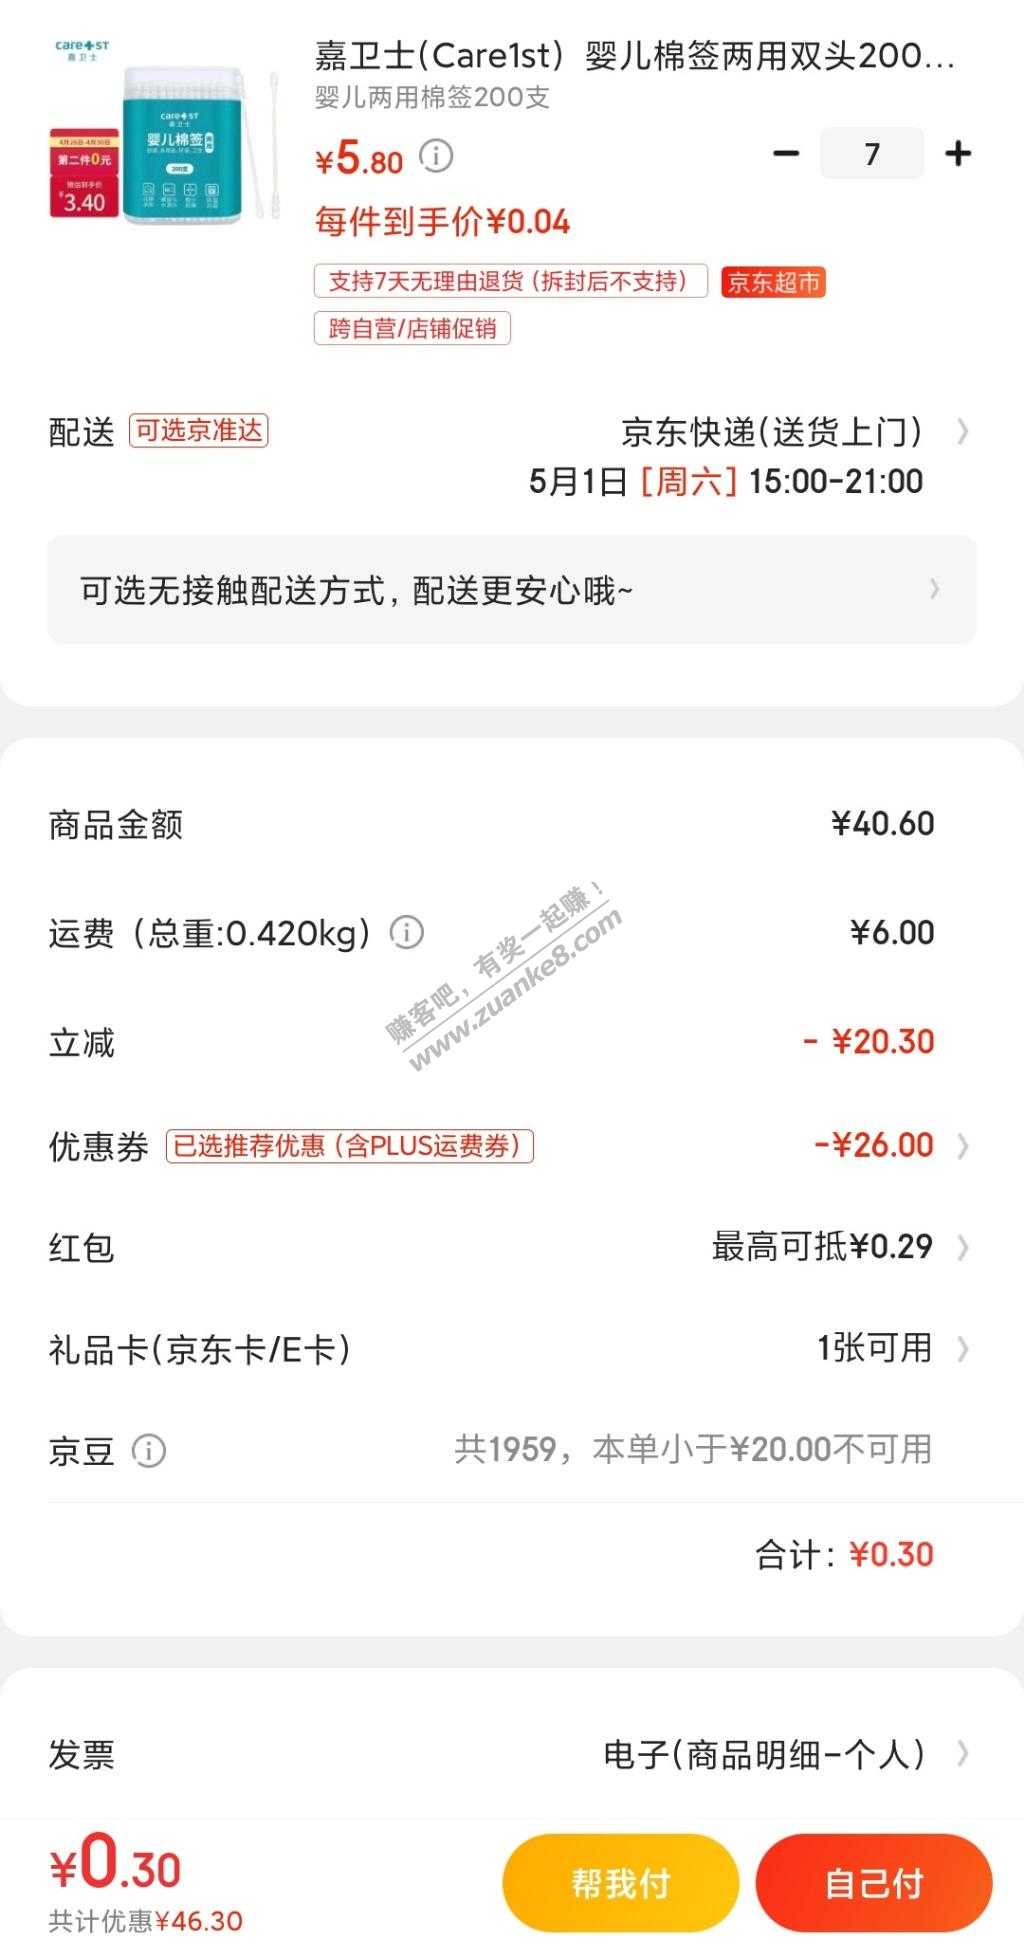 care+ST
嘉卫士
嘉卫士(Care1st) 婴儿棉签两用双头200...
婴儿两用棉签200支
care+ST
嘉卫士
婴儿棉签
200支
4月26日-4月30日
第二件0元
预估到手价
¥3.40
¥5.80
7
每件到手价¥0.04
支持7天无理由退货 (拆封后不支持)
京东超市
跨自营/店铺促销
配送 可选京准达
京东快递(送货上门)
5月1日 [周六] 15:00-21:00
可选无接触配送方式, 配送更安心哦~
商品金额 ¥40.60
运费 (总重:0.420kg) ¥6.00
赚客吧,有奖一起赚!
www.zuanke8.com
立减 - ¥20.30
优惠券 已选推荐优惠 (含PLUS运费券) -¥26.00
红包 最高可抵¥0.29
礼品卡(京东卡/E卡) 1张可用
京豆 共1959, 本单小于¥20.00不可用
合计: ¥0.30
发票 电子(商品明细-个人)
¥0.30
共计优惠¥46.30
帮我付
自己付